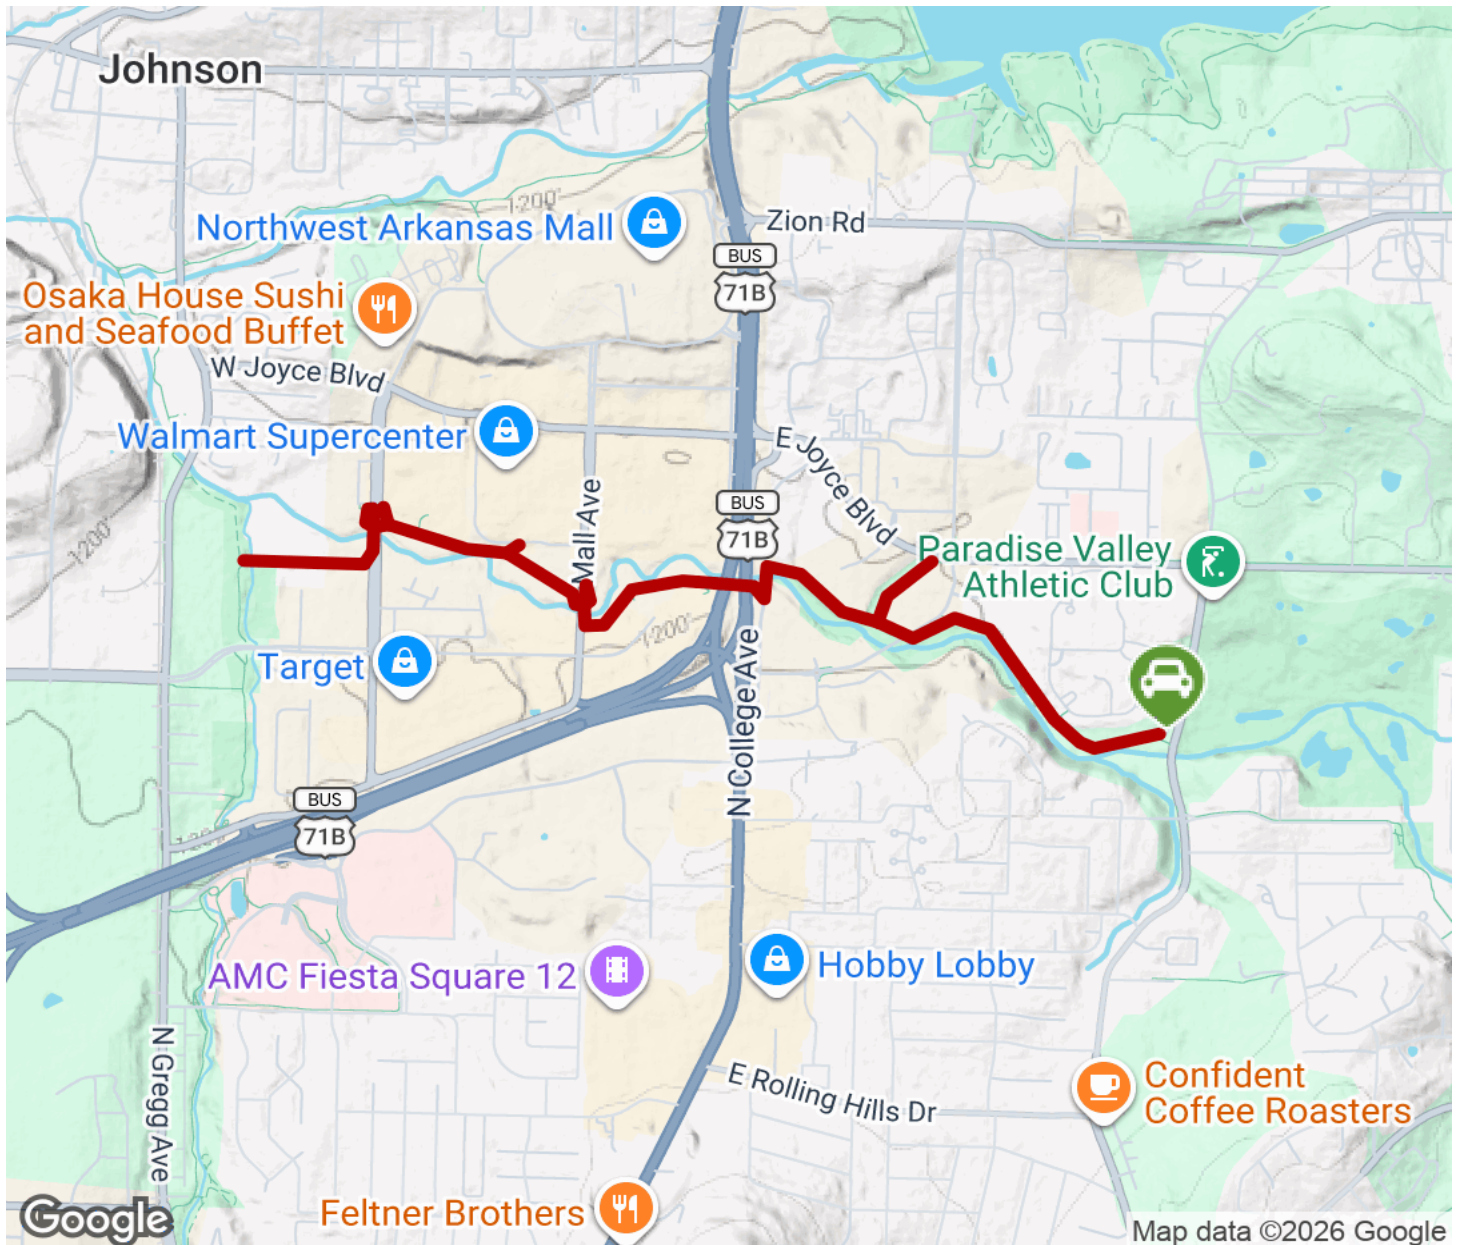 Johnson
1200'
Northwest Arkansas Mall
Zion Rd
BUS
71B
Osaka House Sushi
and Seafood Buffet
W Joyce Blvd
Walmart Supercenter
E Joyce Blvd
Mall Ave
BUS
71B
1200'
Paradise Valley
Athletic Club
1200'
Target
N College Ave
BUS
71B
1200'
AMC Fiesta Square 12
Hobby Lobby
N Gregg Ave
E Rolling Hills Dr
Confident
Coffee Roasters
Feltner Brothers
Google
Map data ©2026 Google